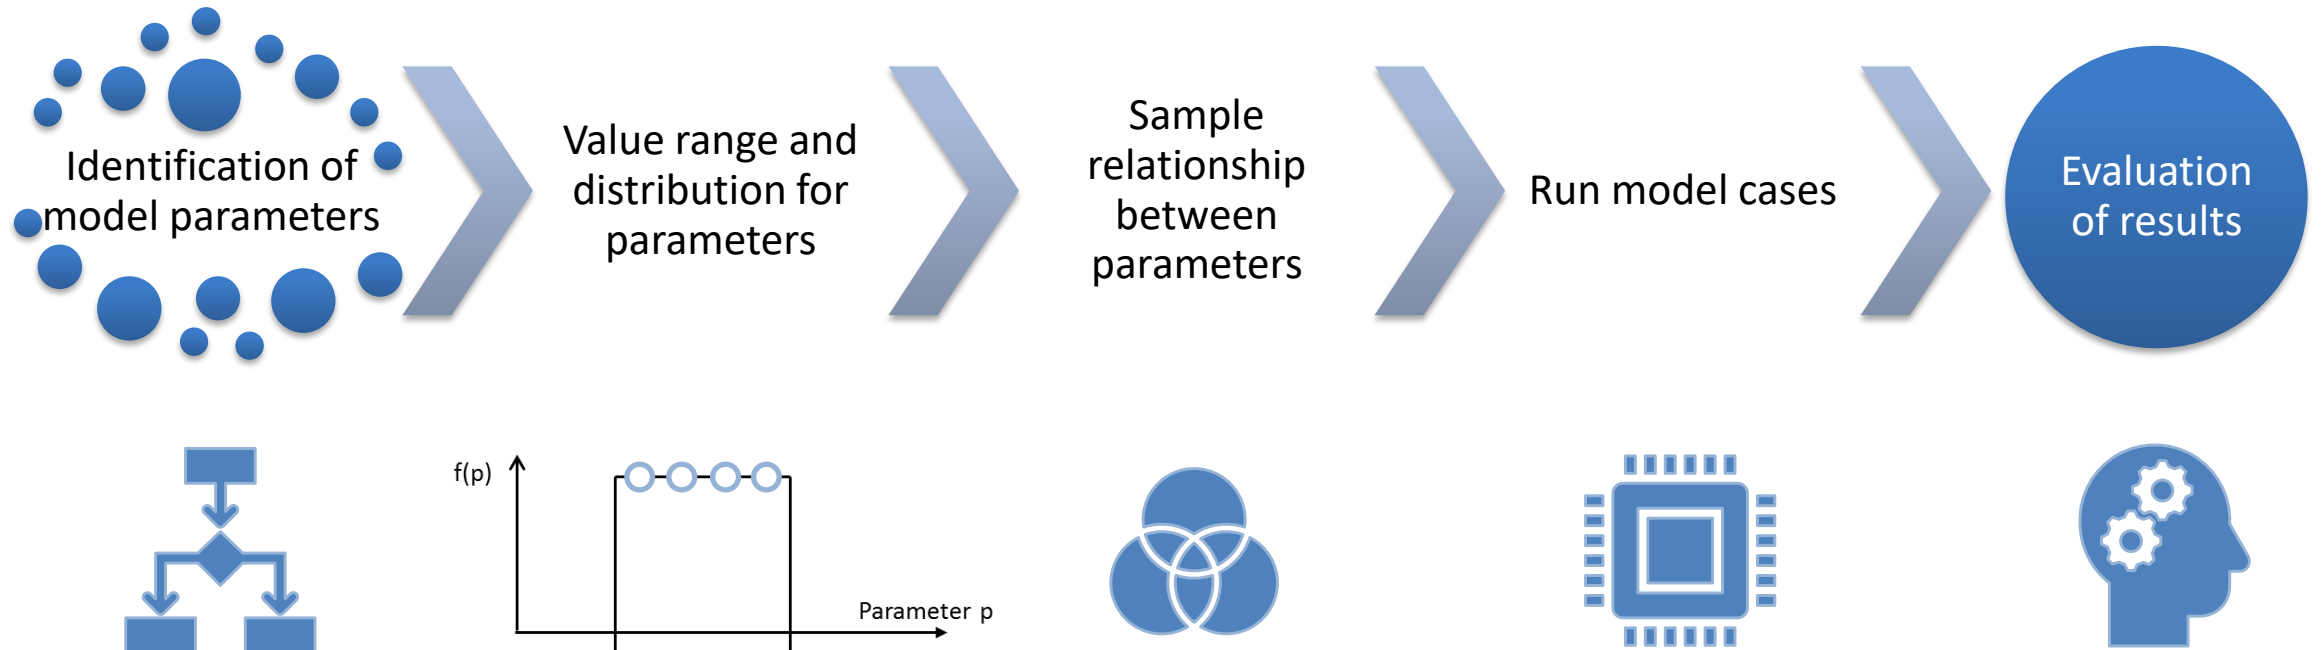 Identification of
model parameters
Value range and
distribution for
parameters
Sample
relationship
between
parameters
Run model cases
Evaluation
of results
f(p)
Parameter p